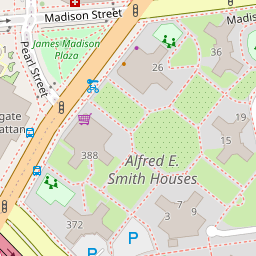 Madison Street
James Madison
Plaza
Pearl Street
26
36
gate
attan
19
15
388
Alfred E.
Smith Houses
3
7
9
372
P
P